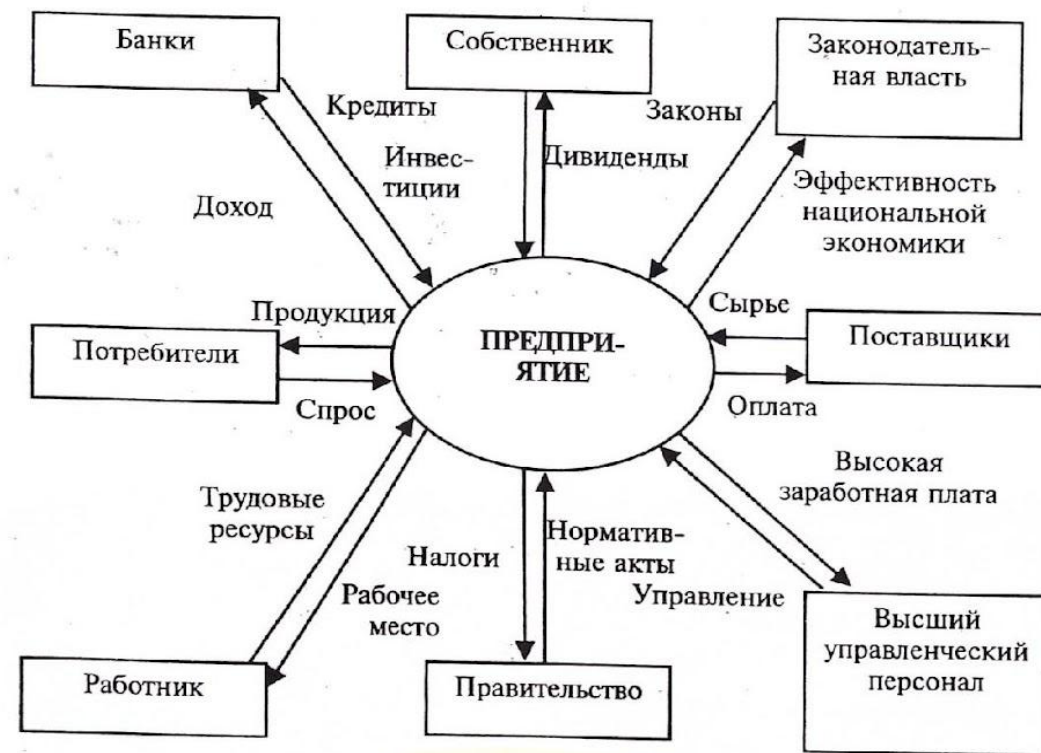 Банки
Собственник
Законодатель-
ная власть
Кредиты
Законы
Инвес-
тиции
Дивиденды
Доход
Эффективность
национальной
экономики
Продукция
Сырье
Потребители
ПРЕДПРИ-
ЯТИЕ
Поставщики
Спрос
Оплата
Трудовые
ресурсы
Высокая
заработная плата
Налоги
Норматив-
ные акты
Рабочее
место
Управление
Работник
Правительство
Высший
управленческий
персонал